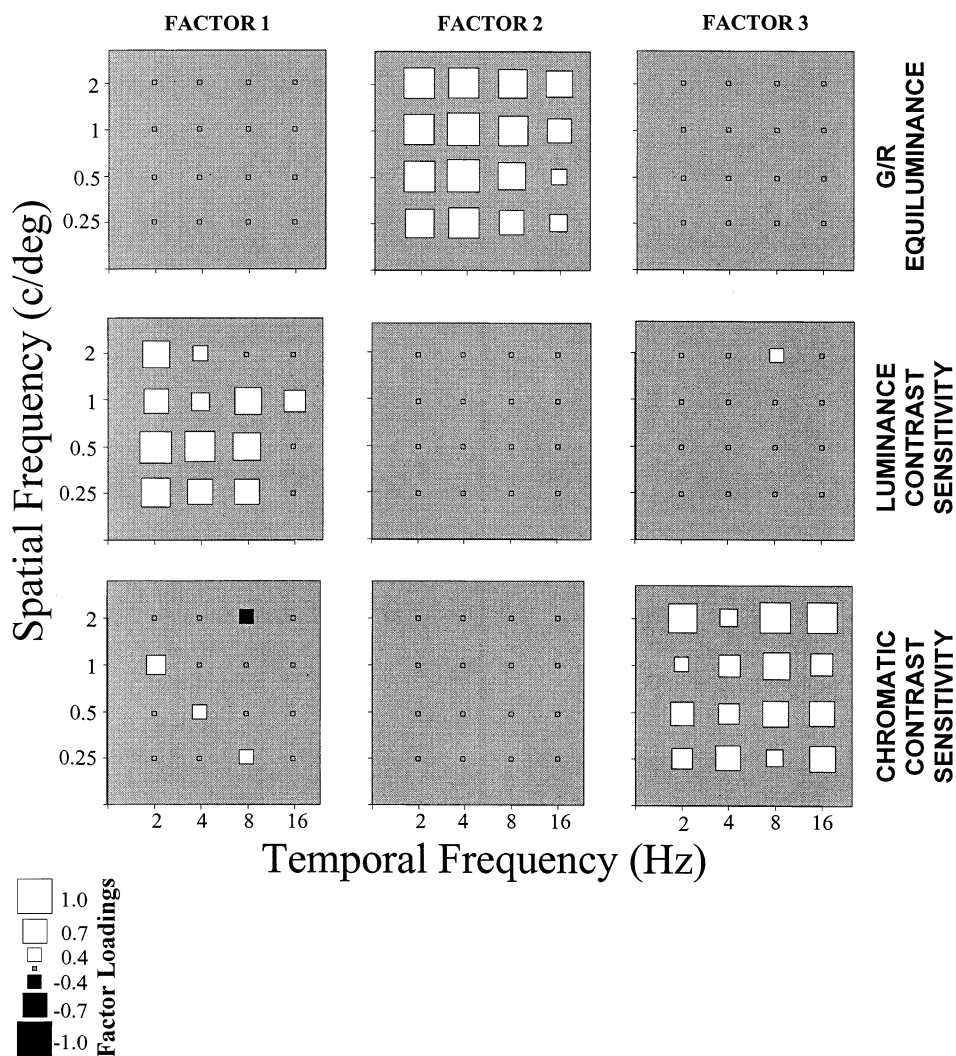 FACTOR 1 FACTOR 2 FACTOR 3
2
1
0.5
0.25
G/R
EQUILUMINANCE
2
1
0.5
0.25
LUMINANCE
CONTRAST
SENSITIVITY
2
1
0.5
0.25
CHROMATIC
CONTRAST
SENSITIVITY
Spatial Frequency (c/deg)
2 4 8 16 2 4 8 16 2 4 8 16
Temporal Frequency (Hz)
1.0
0.7
0.4
-0.4
-0.7
-1.0
Factor Loadings